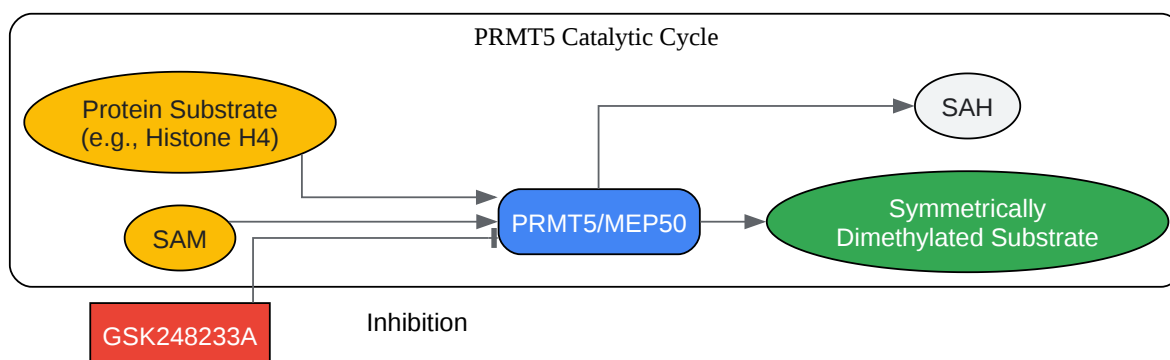 PRMT5 Catalytic Cycle
Protein Substrate
(e.g., Histone H4)
SAH
SAM
PRMT5/MEP50
Symmetrically
Dimethylated Substrate
GSK248233A
Inhibition